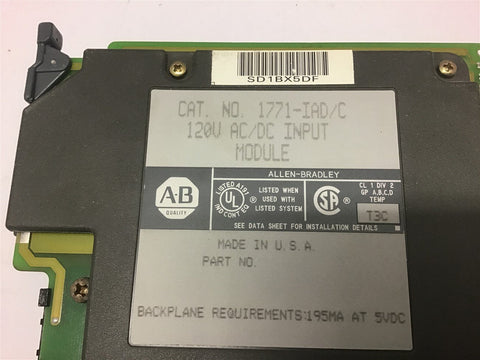 SD1BX5DF
CAT. NO. 1771-IAD/C
120V AC/DC INPUT
MODULE
ALLEN-BRADLEY
AB
QUALITY
LISTED A197
UL
IND CONT EQ
LISTED WHEN
USED WITH
LISTED SYSTEM
SA
CL 1 DIV 2
GP A,B,C,D
TEMP
T3C
SEE DATA SHEET FOR INSTALLATION DETAILS
MADE IN U.S.A.
PART NO.
BACKPLANE REQUIREMENTS:195MA AT 5VDC